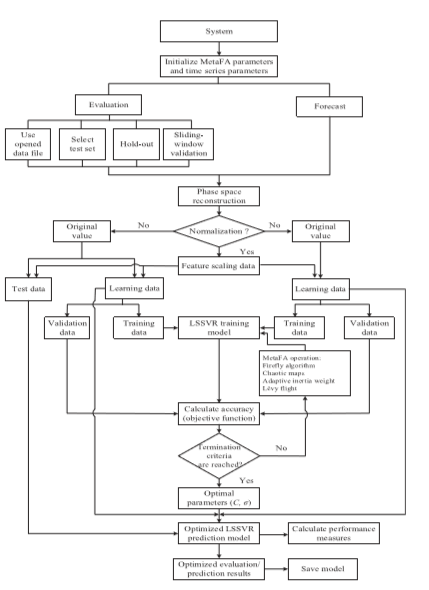 System
Initialize MetaFA parameters
and time series parameters
Evaluation
Forecast
Use
opened
data file
Select
test set
Hold-out
Sliding-
window
validation
Phase space
reconstruction
Original
value
No
Normalization ?
No
Original
value
Yes
Feature scaling data
Test data
Learning data
Learning data
Validation
data
Training
data
LSSVR training
model
Training
data
Validation
data
MetaFA operation:
Firefly algorithm
Chaotic maps
Adaptive inertia weight
Lévy flight
Calculate accuracy
(objective function)
Termination
criteria
are reached?
No
Yes
Optimal
parameters (C, σ)
Optimized LSSVR
prediction model
Calculate performance
measures
Optimized evaluation/
prediction results
Save model